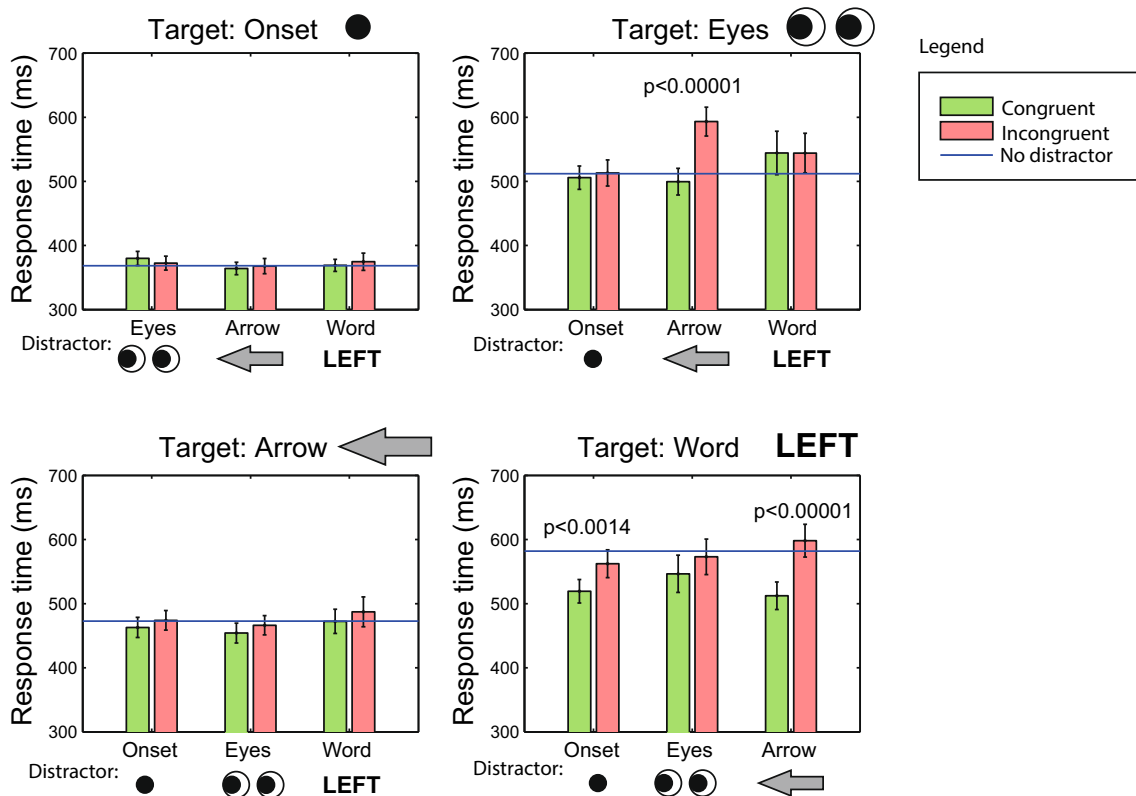 Target: Onset
Response time (ms)
700
600
500
400
300
Eyes Arrow Word
Distractor:
LEFT
Target: Eyes
Response time (ms)
700
600
500
400
300
p<0.00001
Onset Arrow Word
Distractor:
LEFT
Legend
Congruent
Incongruent
No distractor
Target: Arrow
Response time (ms)
700
600
500
400
300
Onset Eyes Word
Distractor:
LEFT
Target: Word LEFT
Response time (ms)
700
600
500
400
300
p<0.0014
p<0.00001
Onset Eyes Arrow
Distractor: